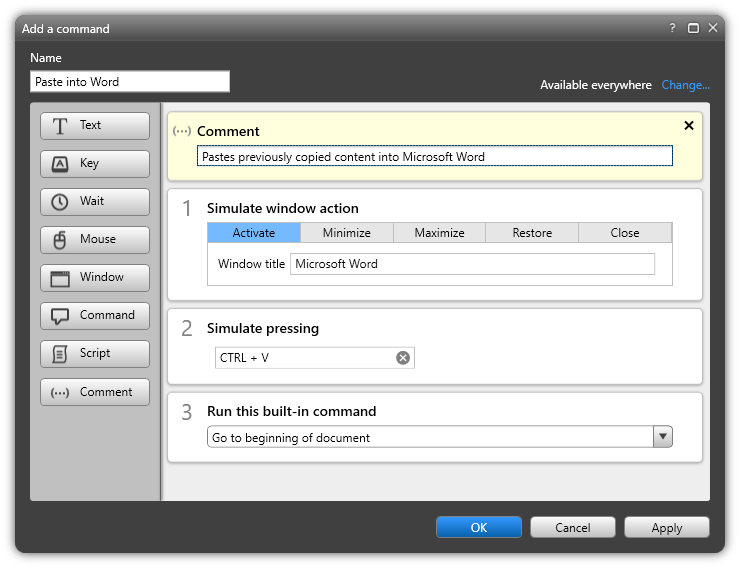 Add a command
?
Name
Paste into Word
Available everywhere Change...
Text
Key
Wait
Mouse
Window
Command
Script
Comment
Comment
Pastes previously copied content into Microsoft Word
1 Simulate window action
Activate Minimize Maximize Restore Close
Window title Microsoft Word
2 Simulate pressing
CTRL + V
3 Run this built-in command
Go to beginning of document
OK Cancel Apply